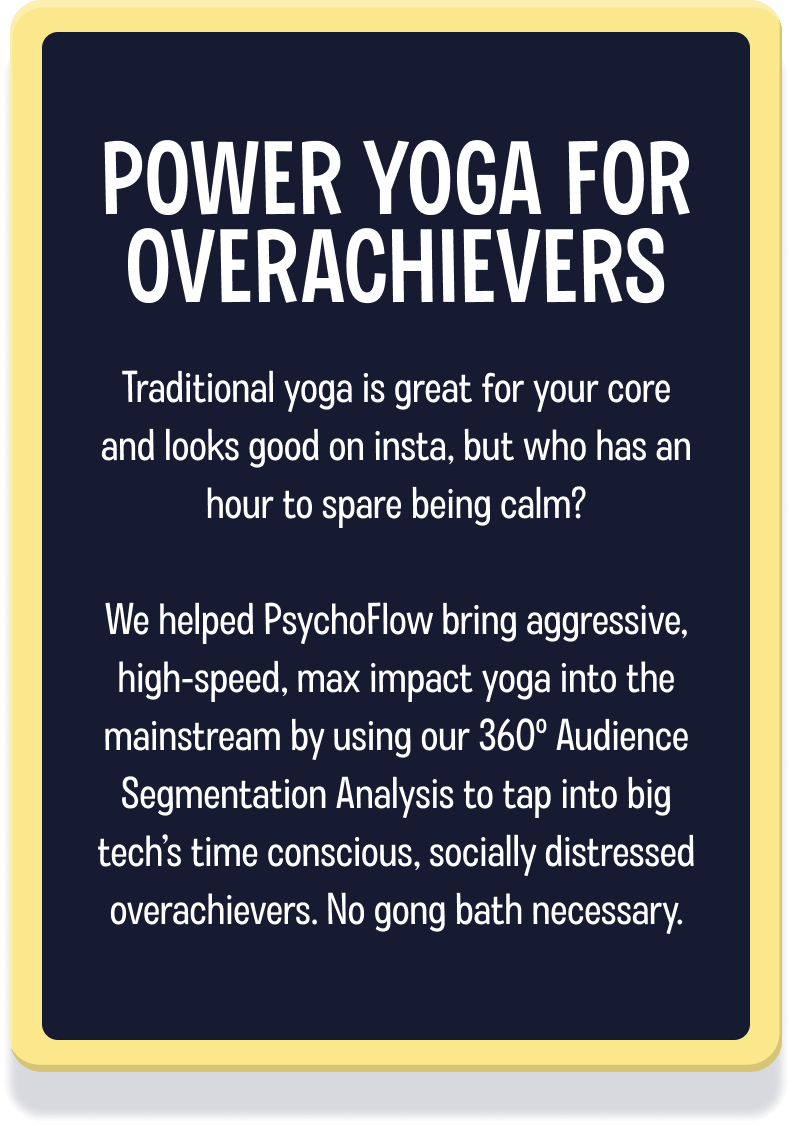 POWER YOGA FOR
OVERACHIEVERS
Traditional yoga is great for your core
and looks good on insta, but who has an
hour to spare being calm?
We helped PsychoFlow bring aggressive,
high-speed, max impact yoga into the
mainstream by using our 360º Audience
Segmentation Analysis to tap into big
tech’s time conscious, socially distressed
overachievers. No gong bath necessary.